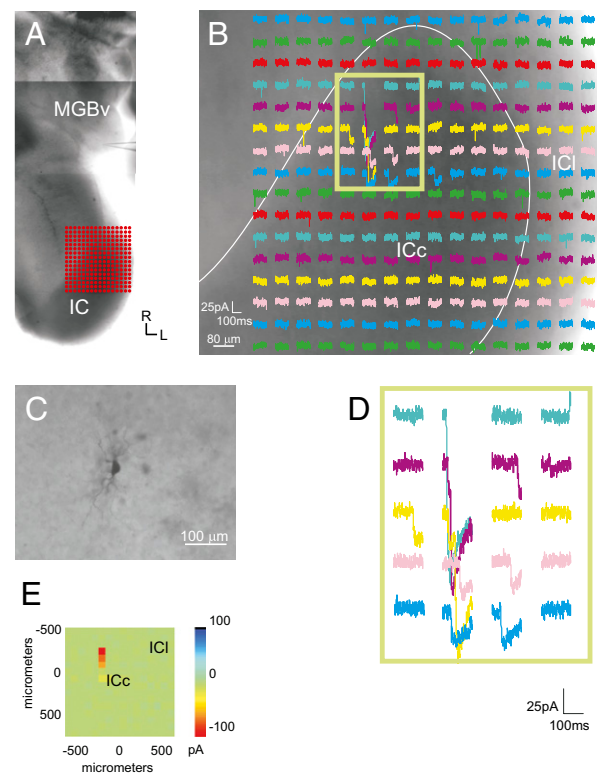 A
MGBv
IC
R
L
B
ICl
ICc
25pA
100ms
80 µm
C
100 µm
D
25pA
100ms
E
-500
0
500
micrometers
ICl
ICc
-500 0 500
micrometers
100
0
-100
pA